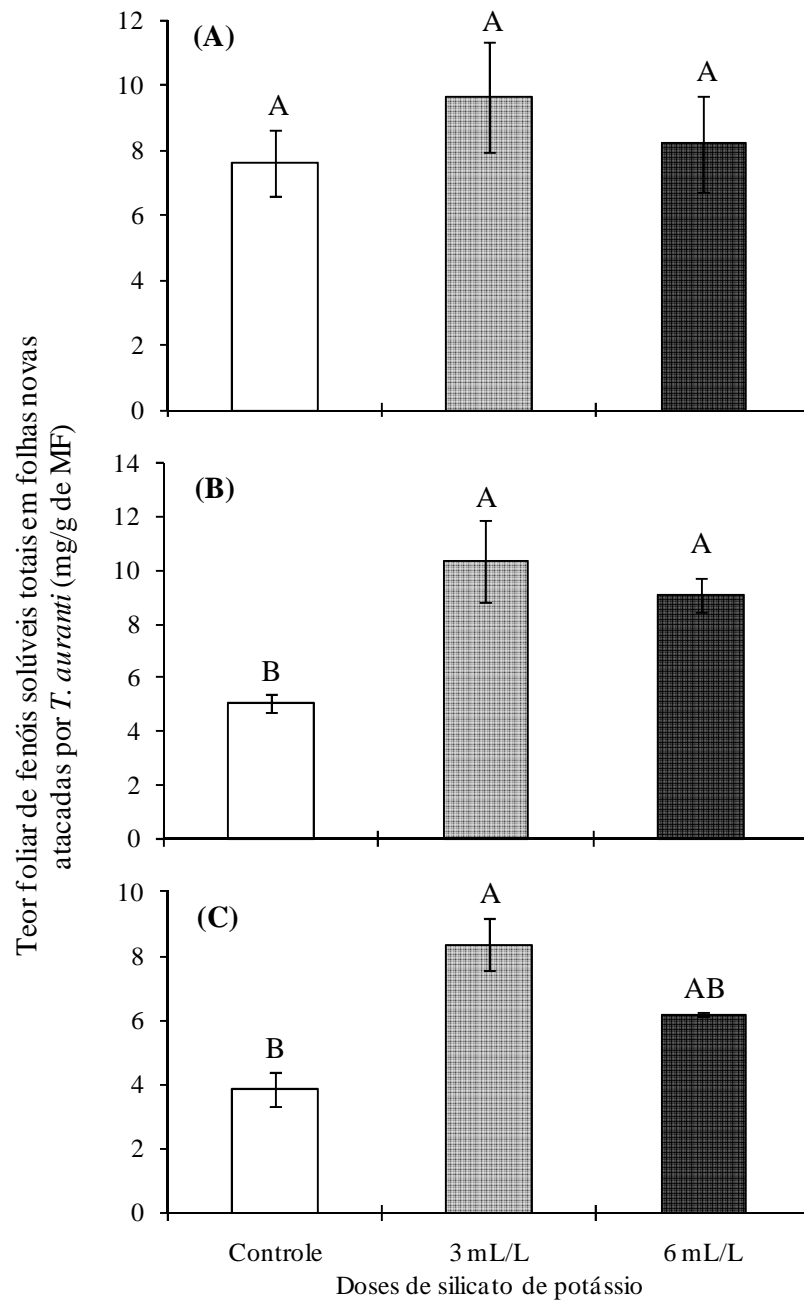 Teor foliar de fenóis solúveis totais em folhas novas
atacadas por T. auranti (mg/g de MF)
(A)
12
10
8
6
4
2
0
A
A
A
(B)
14
12
10
8
6
4
2
0
B
A
A
(C)
10
8
6
4
2
0
B
A
AB
Controle
3 mL/L
6 mL/L
Doses de silicato de potássio